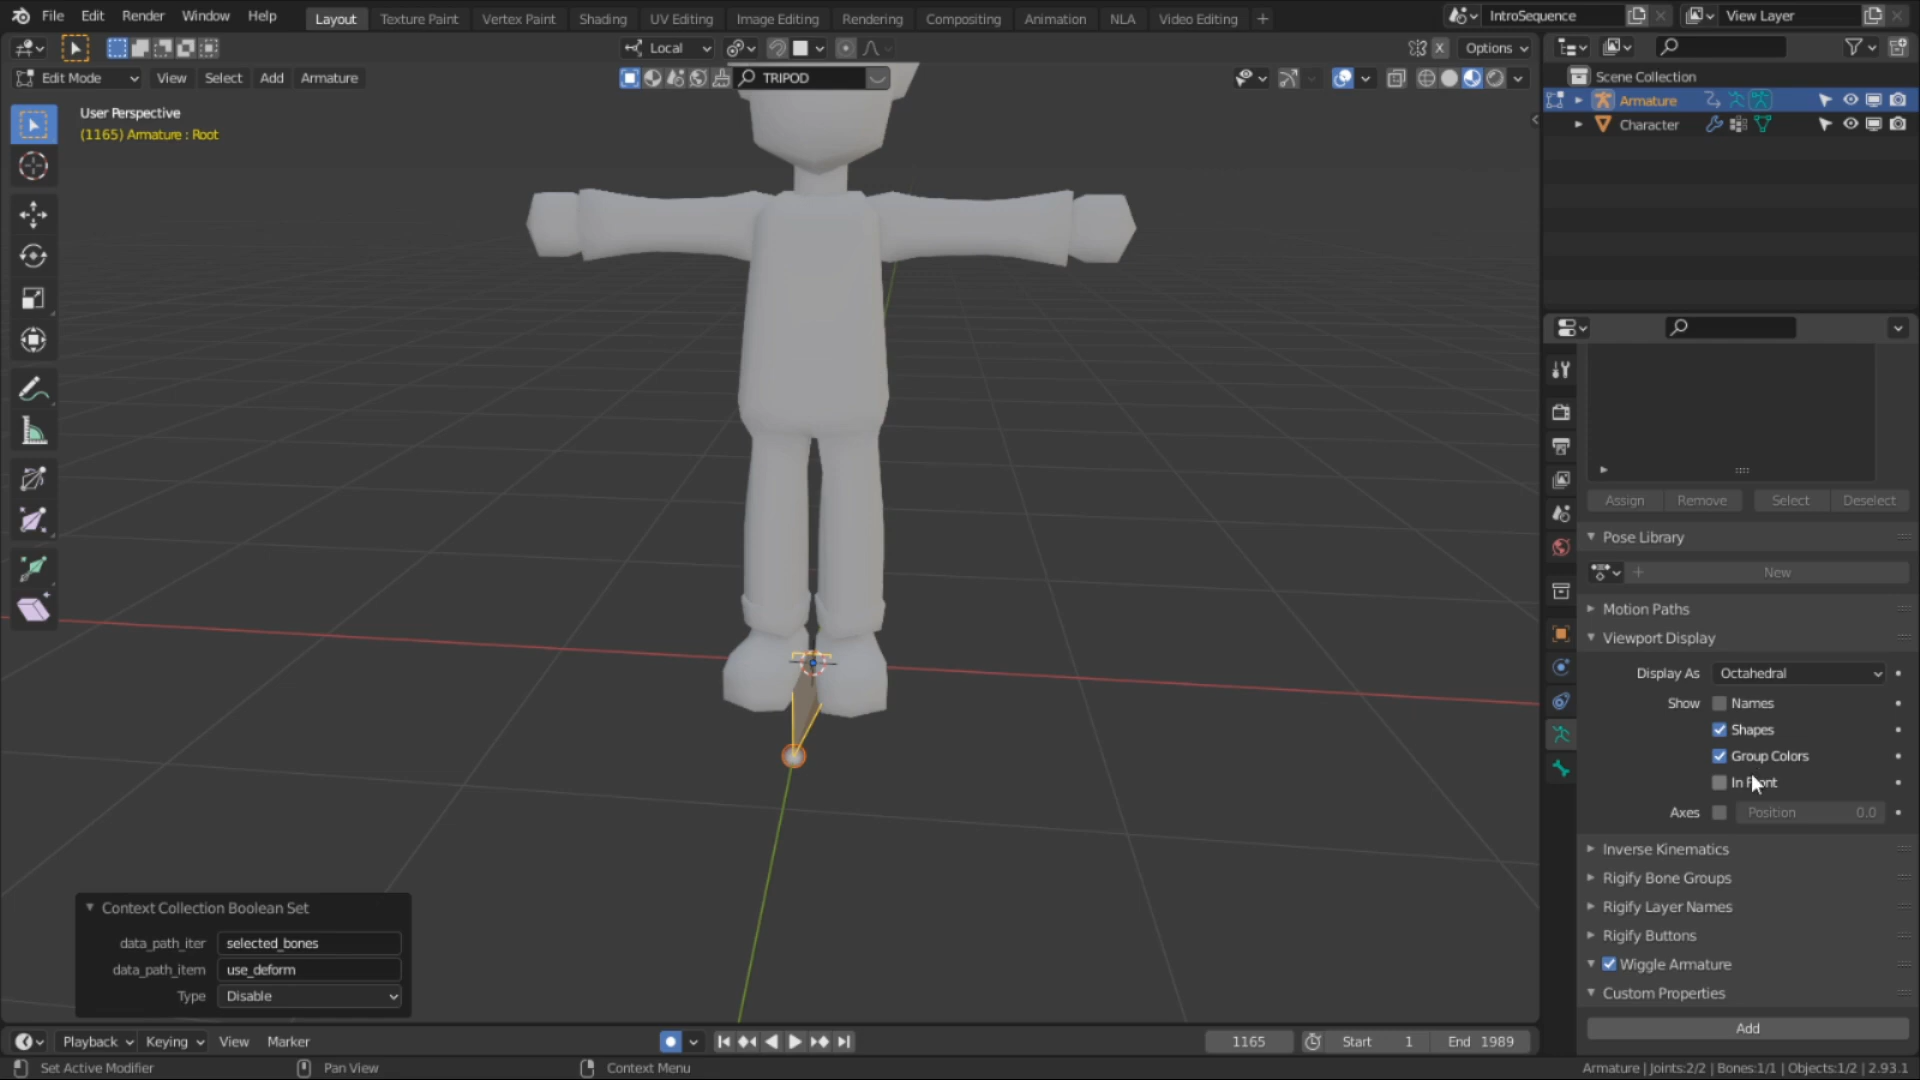 File Edit Render Window Help Layout Texture Paint Vertex Paint Shading UV Editing Image Editing Rendering Compositing Animation NLA Video Editing + IntroSequence View Layer
Local Options
Edit Mode View Select Add Armature TRIPOD
Scene Collection
Armature
Character
User Perspective
(1165) Armature : Root
Assign Remove Select Deselect
Pose Library
+ New
Motion Paths
Viewport Display
Display As Octahedral
Show Names
Shapes
Group Colors
Axes Position 0.0
Inverse Kinematics
Rigify Bone Groups
Rigify Layer Names
Rigify Buttons
Wiggle Armature
Custom Properties
Add
Context Collection Boolean Set
data_path_iter selected_bones
data_path_item use_deform
Type Disable
Playback Keying View Marker 1165 Start 1 End 1989
Set Active Modifier Pan View Context Menu Armature | Joints:2/2 | Bones:1/1 | Objects:1/2 | 2.93.1